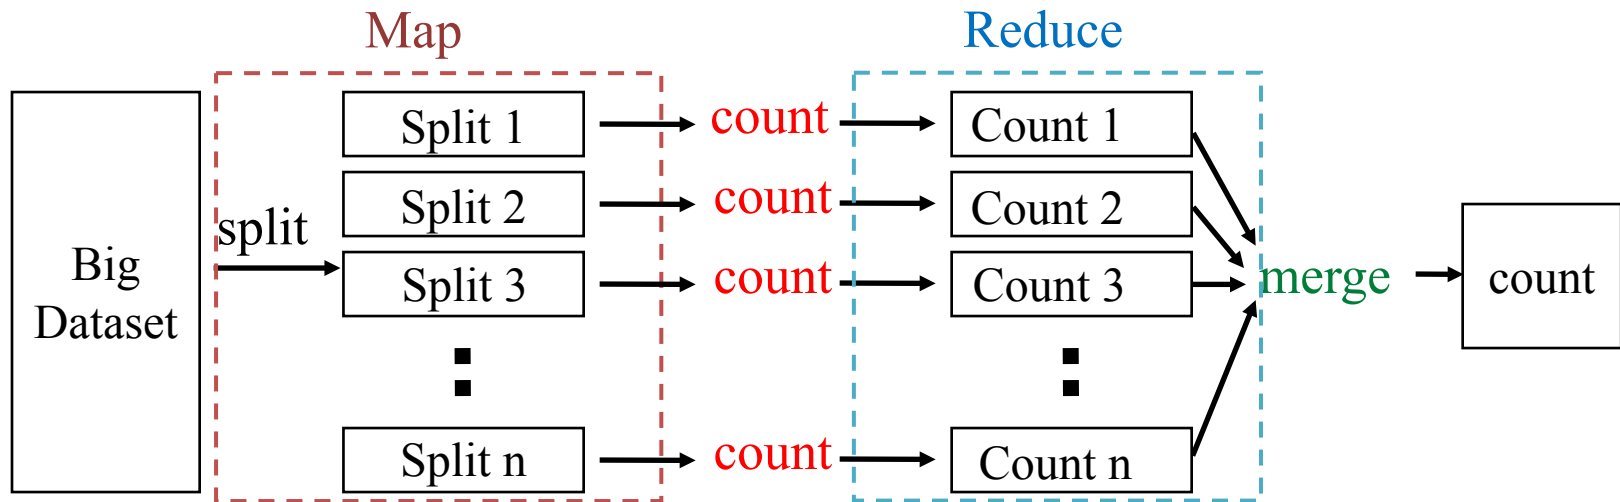 Map
Reduce
Big
Dataset
split
Split 1
count
Count 1
Split 2
count
Count 2
Split 3
count
Count 3
merge
count
Split n
count
Count n